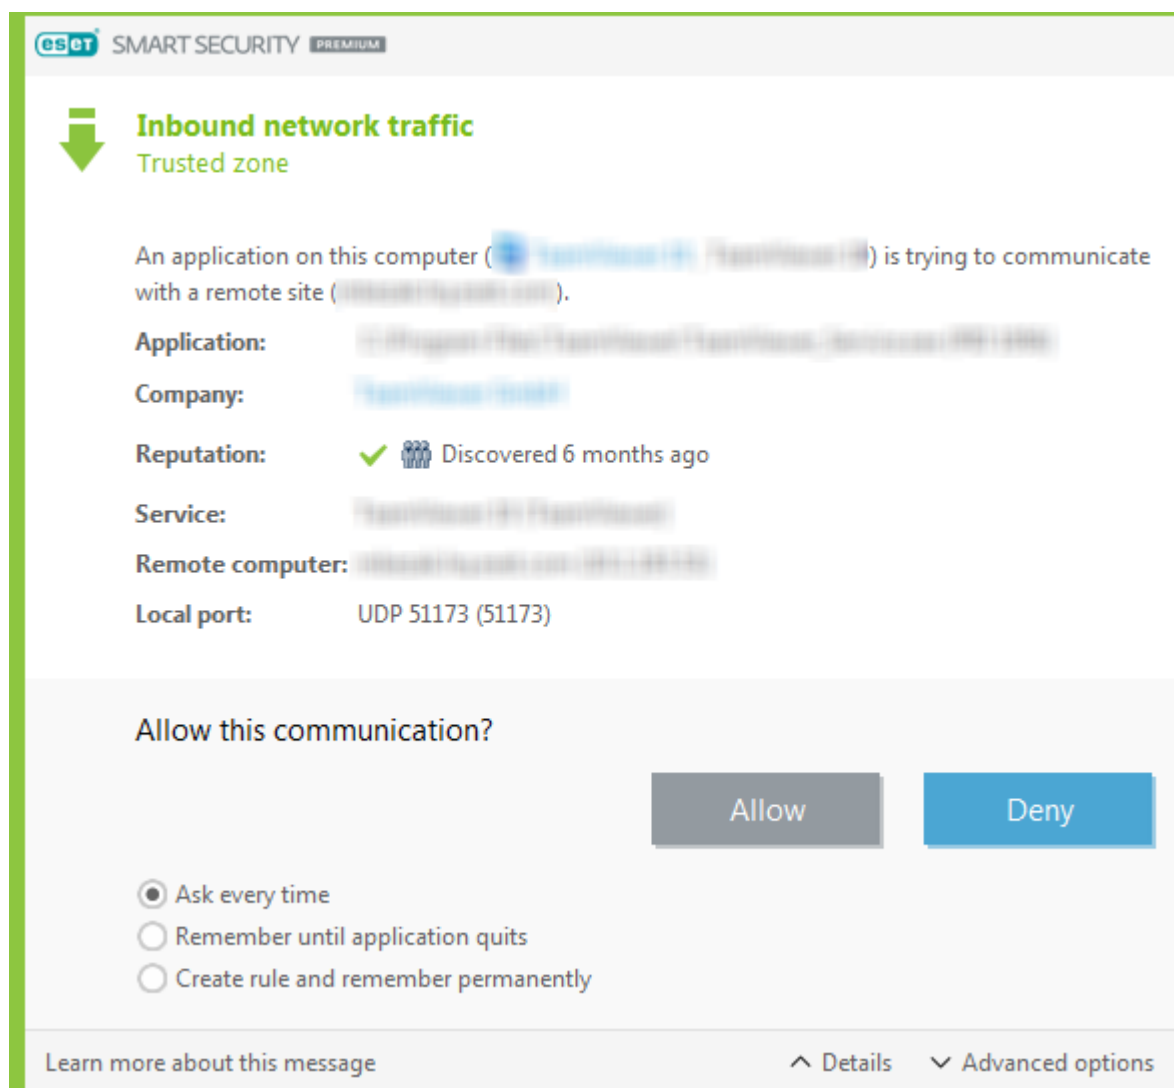 eseT SMART SECURITY PREMIUM
Inbound network traffic
Trusted zone
An application on this computer ( ) is trying to communicate
with a remote site ( ).
Application:
Company:
Reputation: Discovered 6 months ago
Service:
Remote computer:
Local port: UDP 51173 (51173)
Allow this communication?
Allow Deny
Ask every time
Remember until application quits
Create rule and remember permanently
Learn more about this message Details Advanced options